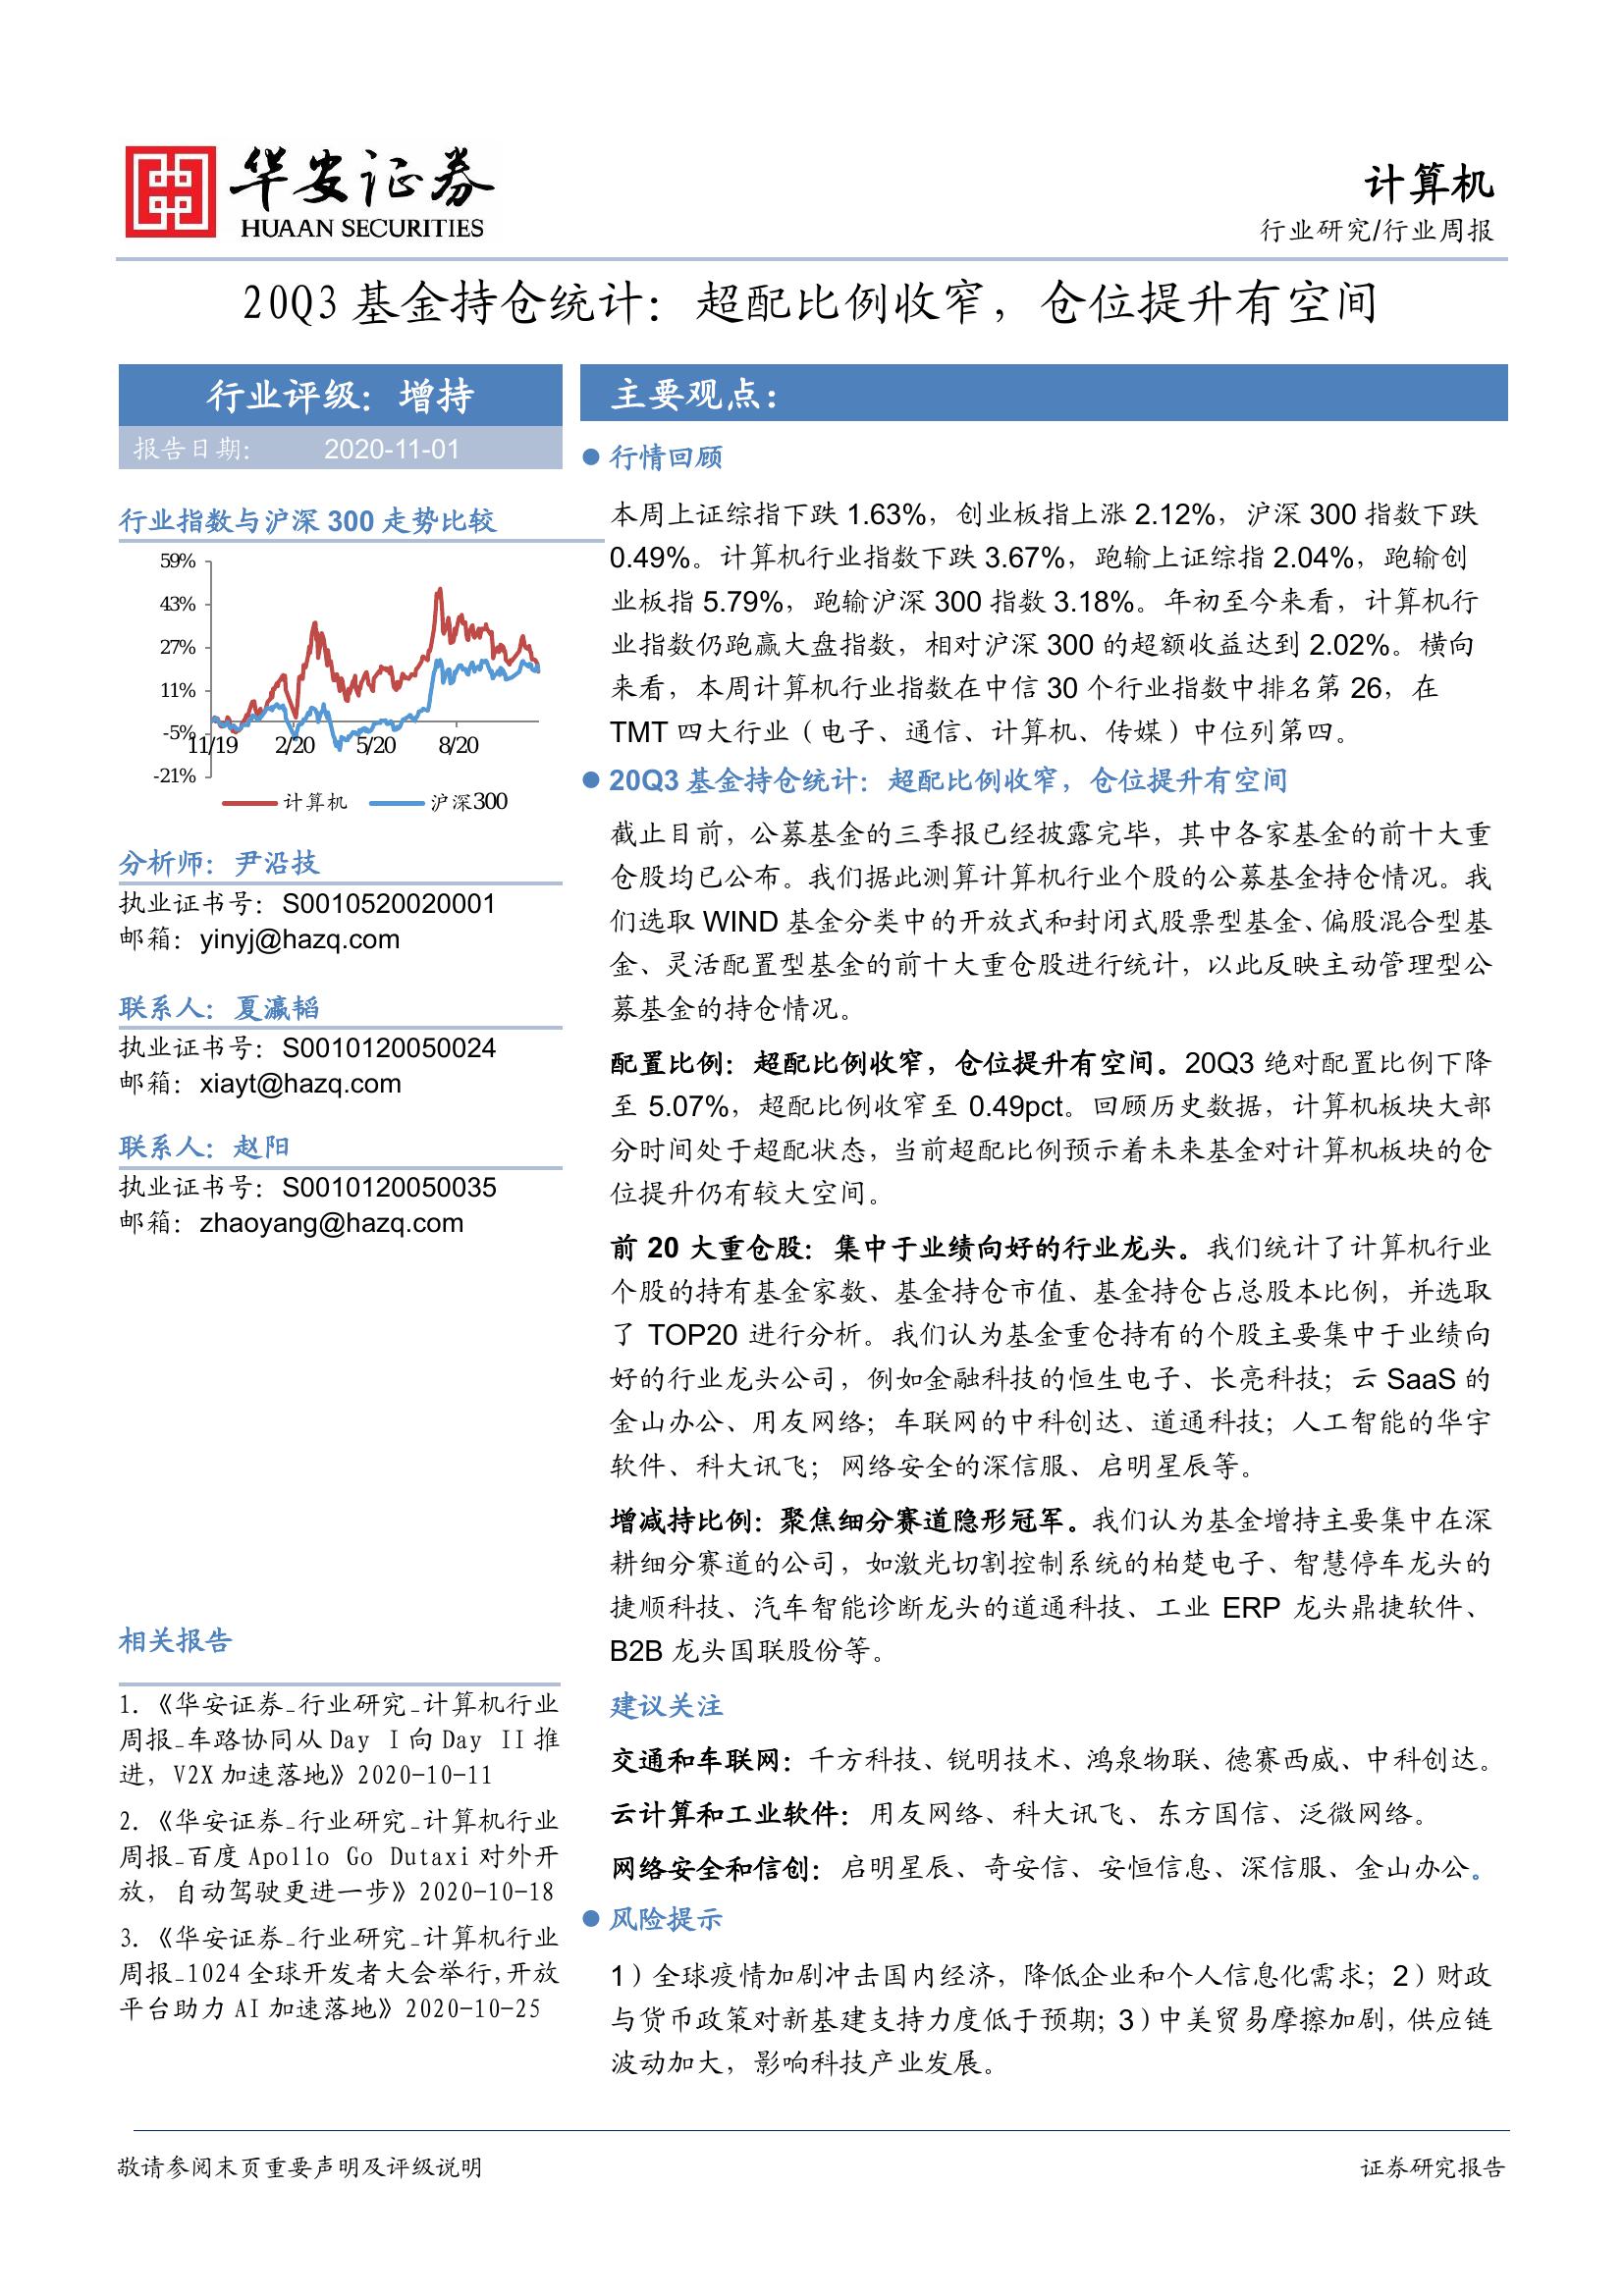 华安证券
HUAAN SECURITIES
计算机
行业研究/行业周报
20Q3 基金持仓统计：超配比例收窄，仓位提升有空间
行业评级：增持
报告日期： 2020-11-01
行业指数与沪深 300 走势比较
59%
43%
27%
11%
-5%
-21%
11/19 2/20 5/20 8/20
计算机 沪深300
分析师：尹沿技
执业证书号：S0010520020001
邮箱：yinyj@hazq.com
联系人：夏瀛韬
执业证书号：S0010120050024
邮箱：xiayt@hazq.com
联系人：赵阳
执业证书号：S0010120050035
邮箱：zhaoyang@hazq.com
相关报告
1.《华安证券_行业研究_计算机行业
周报_车路协同从 Day I 向 Day II 推
进，V2X 加速落地》2020-10-11
2.《华安证券_行业研究_计算机行业
周报_百度 Apollo Go Dutaxi 对外开
放，自动驾驶更进一步》2020-10-18
3.《华安证券_行业研究_计算机行业
周报_1024 全球开发者大会举行,开放
平台助力 AI 加速落地》2020-10-25
主要观点：
行情回顾
本周上证综指下跌 1.63%，创业板指上涨 2.12%，沪深 300 指数下跌
0.49%。计算机行业指数下跌 3.67%，跑输上证综指 2.04%，跑输创
业板指 5.79%，跑输沪深 300 指数 3.18%。年初至今来看，计算机行
业指数仍跑赢大盘指数，相对沪深 300 的超额收益达到 2.02%。横向
来看，本周计算机行业指数在中信 30 个行业指数中排名第 26，在
TMT 四大行业（电子、通信、计算机、传媒）中位列第四。
20Q3 基金持仓统计：超配比例收窄，仓位提升有空间
截止目前，公募基金的三季报已经披露完毕，其中各家基金的前十大重
仓股均已公布。我们据此测算计算机行业个股的公募基金持仓情况。我
们选取 WIND 基金分类中的开放式和封闭式股票型基金、偏股混合型基
金、灵活配置型基金的前十大重仓股进行统计，以此反映主动管理型公
募基金的持仓情况。
配置比例：超配比例收窄，仓位提升有空间。20Q3 绝对配置比例下降
至 5.07%，超配比例收窄至 0.49pct。回顾历史数据，计算机板块大部
分时间处于超配状态，当前超配比例预示着未来基金对计算机板块的仓
位提升仍有较大空间。
前 20 大重仓股：集中于业绩向好的行业龙头。我们统计了计算机行业
个股的持有基金家数、基金持仓市值、基金持仓占总股本比例，并选取
了 TOP20 进行分析。我们认为基金重仓持有的个股主要集中于业绩向
好的行业龙头公司，例如金融科技的恒生电子、长亮科技；云 SaaS 的
金山办公、用友网络；车联网的中科创达、道通科技；人工智能的华宇
软件、科大讯飞；网络安全的深信服、启明星辰等。
增减持比例：聚焦细分赛道隐形冠军。我们认为基金增持主要集中在深
耕细分赛道的公司，如激光切割控制系统的柏楚电子、智慧停车龙头的
捷顺科技、汽车智能诊断龙头的道通科技、工业 ERP 龙头鼎捷软件、
B2B 龙头国联股份等。
建议关注
交通和车联网：千方科技、锐明技术、鸿泉物联、德赛西威、中科创达。
云计算和工业软件：用友网络、科大讯飞、东方国信、泛微网络。
网络安全和信创：启明星辰、奇安信、安恒信息、深信服、金山办公。
风险提示
1）全球疫情加剧冲击国内经济，降低企业和个人信息化需求；2）财政
与货币政策对新基建支持力度低于预期；3）中美贸易摩擦加剧，供应链
波动加大，影响科技产业发展。
敬请参阅末页重要声明及评级说明
证券研究报告